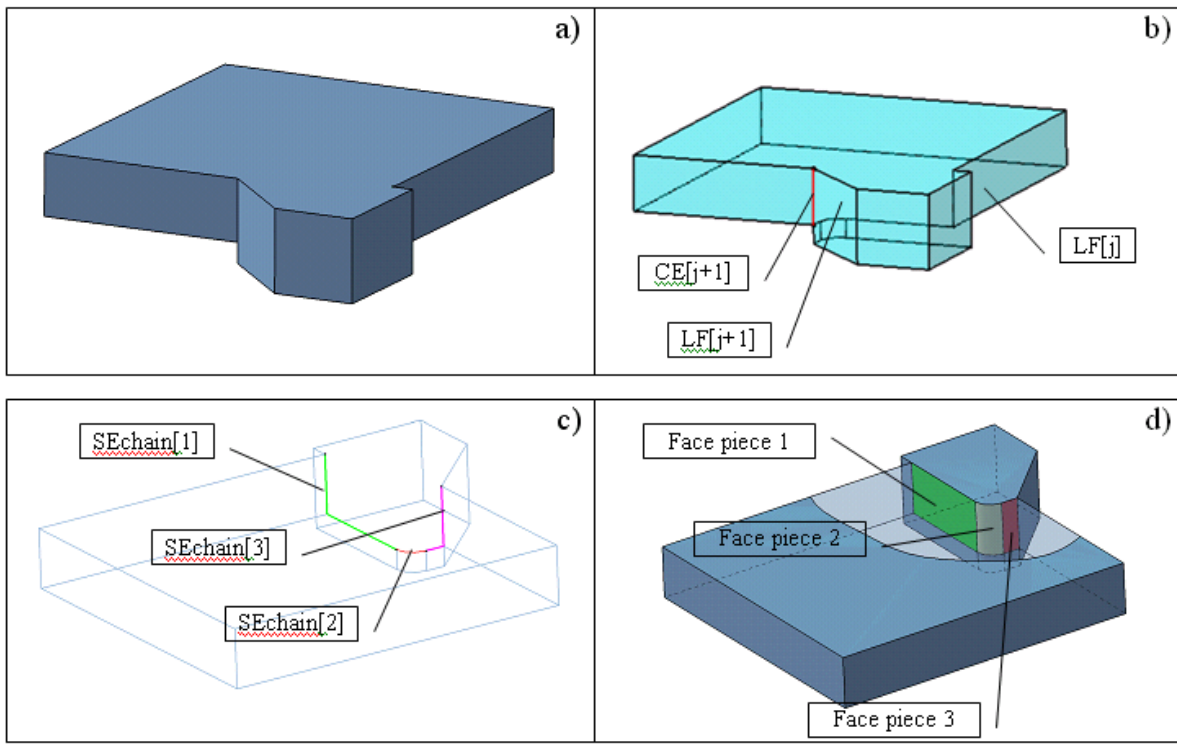 a)
b)
CE[j+1]
LF[j]
LF[j+1]
c)
SEchain[1]
SEchain[3]
SEchain[2]
d)
Face piece 1
Face piece 2
Face piece 3